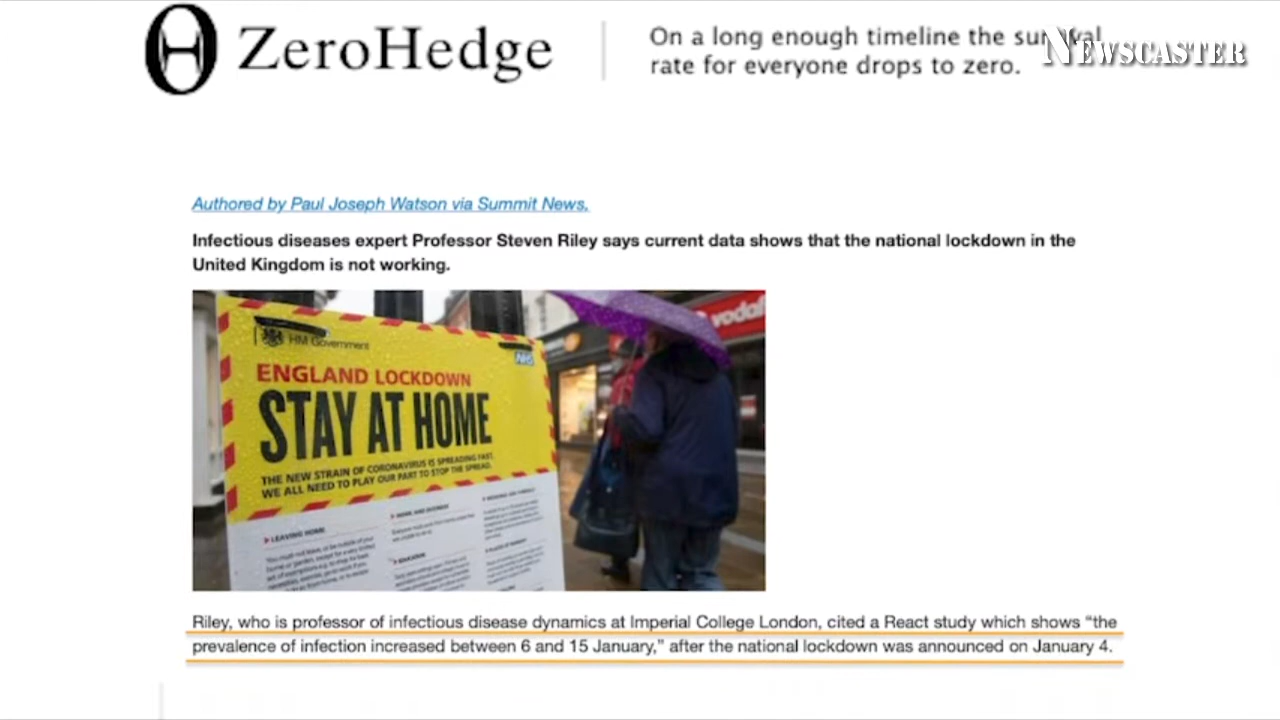 ZeroHedge
On a long enough timeline the survival
rate for everyone drops to zero.
NEWSCASTER
Authored by Paul Joseph Watson via Summit News,
Infectious diseases expert Professor Steven Riley says current data shows that the national lockdown in the
United Kingdom is not working.
HM Government
NHS
ENGLAND LOCKDOWN
STAY AT HOME
THE NEW STRAIN OF CORONAVIRUS IS SPREADING FAST.
WE ALL NEED TO PLAY OUR PART TO STOP THE SPREAD.
LEAVING HOME
EDUCATION
vodaf
Riley, who is professor of infectious disease dynamics at Imperial College London, cited a React study which shows “the
prevalence of infection increased between 6 and 15 January,” after the national lockdown was announced on January 4.